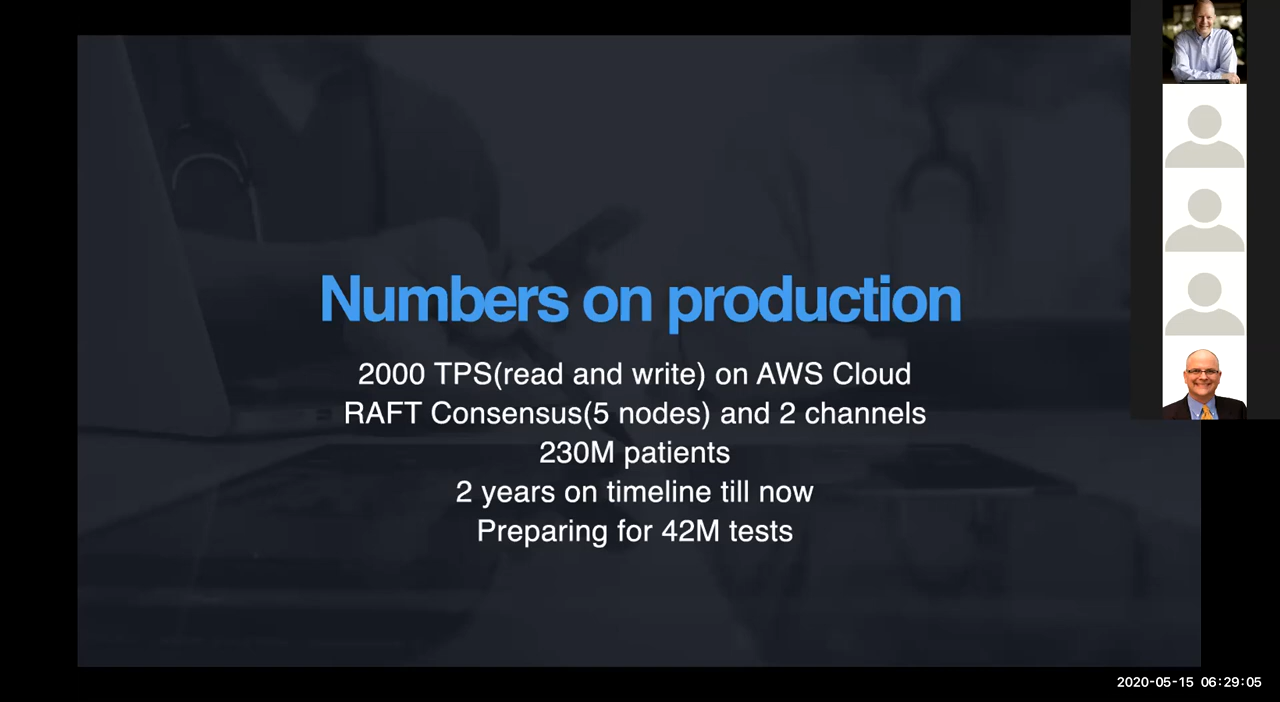 Numbers on production
2000 TPS(read and write) on AWS Cloud
RAFT Consensus(5 nodes) and 2 channels
230M patients
2 years on timeline till now
Preparing for 42M tests
2020-05-15 06:29:05